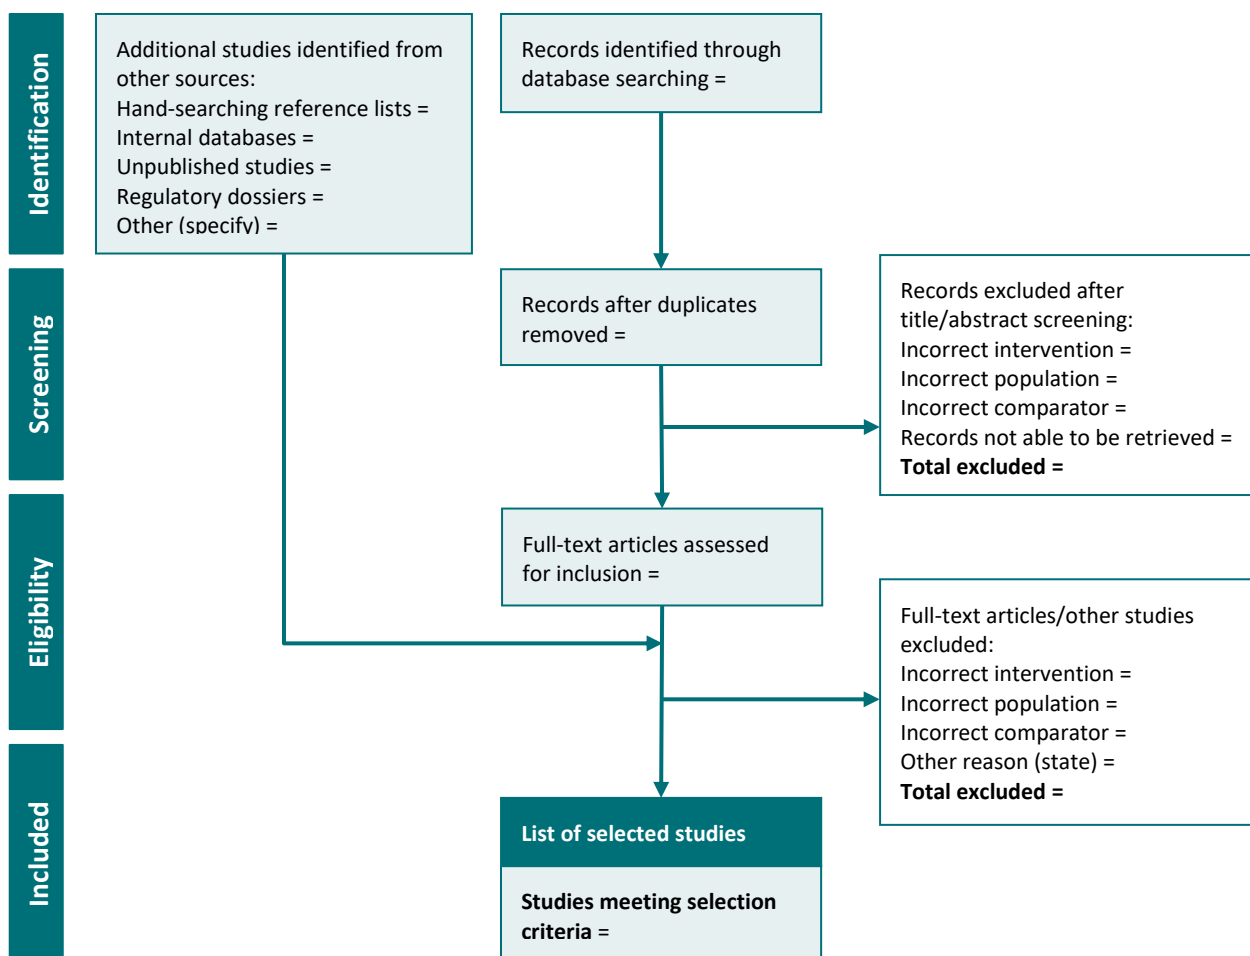 Identification
Additional studies identified from
other sources:
Hand-searching reference lists =
Internal databases =
Unpublished studies =
Regulatory dossiers =
Other (specify) =
Records identified through
database searching =
Screening
Records after duplicates
removed =
Records excluded after
title/abstract screening:
Incorrect intervention =
Incorrect population =
Incorrect comparator =
Records not able to be retrieved =
Total excluded =
Eligibility
Full-text articles assessed
for inclusion =
Full-text articles/other studies
excluded:
Incorrect intervention =
Incorrect population =
Incorrect comparator =
Other reason (state) =
Total excluded =
Included
List of selected studies
Studies meeting selection
criteria =